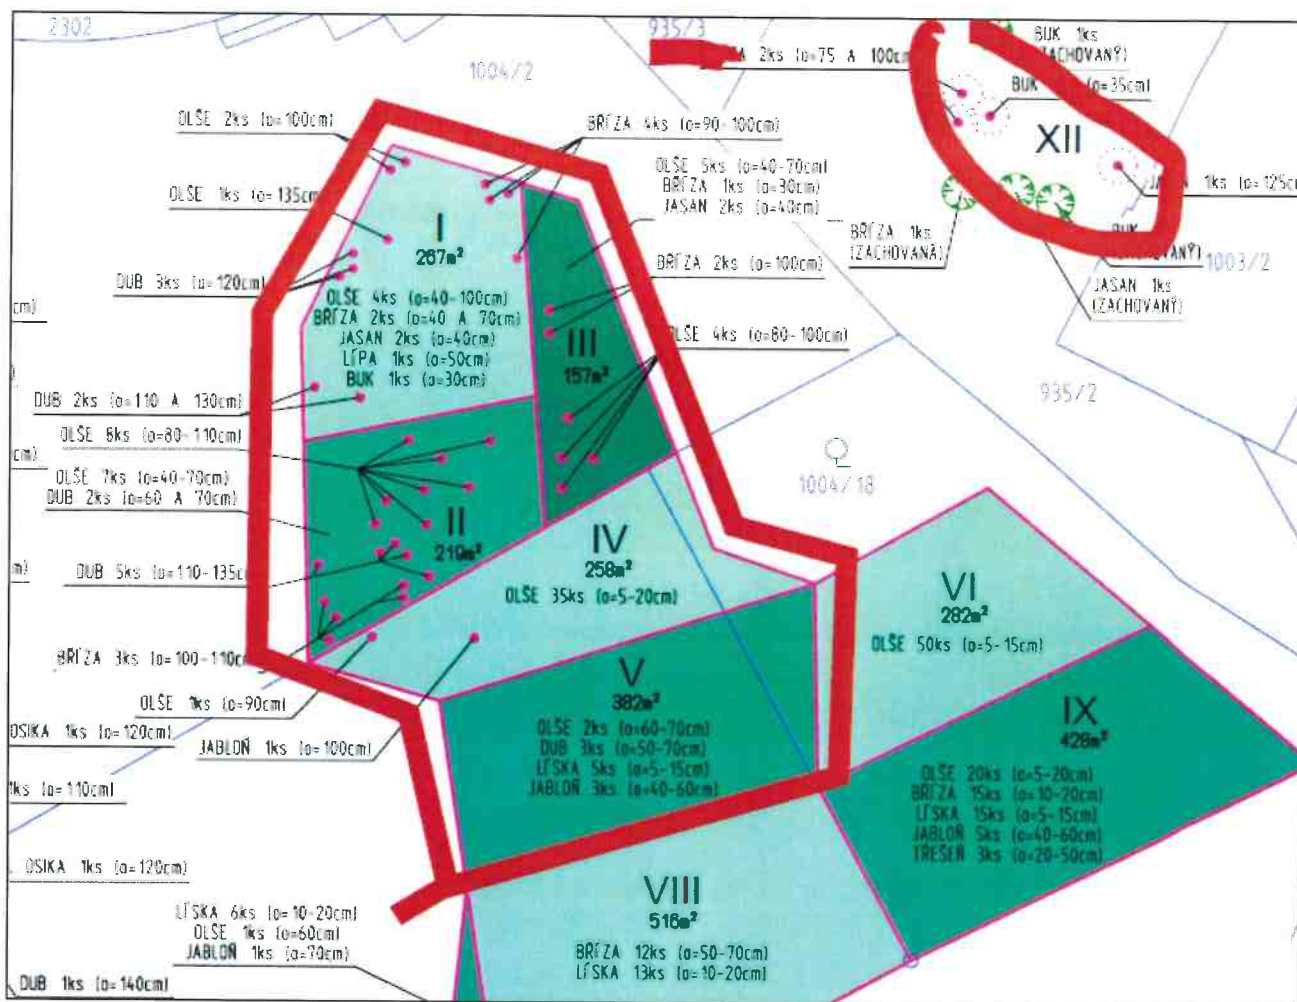 2302
935/3
1004/2
2ks (o=75 A 100cm)
BUK 1ks
(ZACHOVANÝ)
BUK
(o=35cm)
XII
JASAN 1ks (o=125cm
BUK
1003/2
JASAN 1ks
(ZACHOVANÝ)
BŘÍZA 1ks
(ZACHOVANÁ)
OLŠE 2ks (o=100cm)
BŘÍZA 4ks (o=90-100cm)
OLŠE 5ks (o=40-70cm)
BŘÍZA 1ks (o=30cm)
JASAN 2ks (o=40cm)
OLŠE 1ks (o=135cm)
I
267m²
BŘÍZA 2ks (o=100cm)
DUB 3ks (o=120cm)
cm)
OLŠE 4ks (o=40-100cm)
BŘÍZA 2ks (o=40 A 70cm)
JASAN 2ks (o=40cm)
LÍPA 1ks (o=50cm)
BUK 1ks (o=30cm)
III
157m²
OLŠE 4ks (o=80-100cm)
935/2
DUB 2ks (o=110 A 130cm)
OLŠE 8ks (o=80-110cm)
cm)
OLŠE 7ks (o=40-70cm)
DUB 2ks (o=60 A 70cm)
1004/18
II
219m²
m)
DUB 5ks (o=110-135cm)
IV
258m²
OLŠE 35ks (o=5-20cm)
VI
282m²
OLŠE 50ks (o=5-15cm)
BŘÍZA 3ks (o=100-110cm
OLŠE 1ks (o=90cm)
OSIKA 1ks (o=120cm)
JABLOŇ 1ks (o=100cm)
1ks (o=110cm)
V
382m²
OLŠE 2ks (o=60-70cm)
DUB 3ks (o=50-70cm)
LÍSKA 5ks (o=5-15cm)
JABLOŇ 3ks (o=40-60cm)
IX
428m²
OLŠE 20ks (o=5-20cm)
BŘÍZA 15ks (o=10-20cm)
LÍSKA 15ks (o=5-15cm)
JABLOŇ 5ks (o=40-60cm)
TŘEŠEŇ 3ks (o=20-50cm)
OSIKA 1ks (o=120cm)
LÍSKA 6ks (o=10-20cm)
OLŠE 1ks (o=60cm)
JABLOŇ 1ks (o=70cm)
VIII
516m²
BŘÍZA 12ks (o=50-70cm)
LÍSKA 13ks (o=10-20cm)
DUB 1ks (o=140cm)